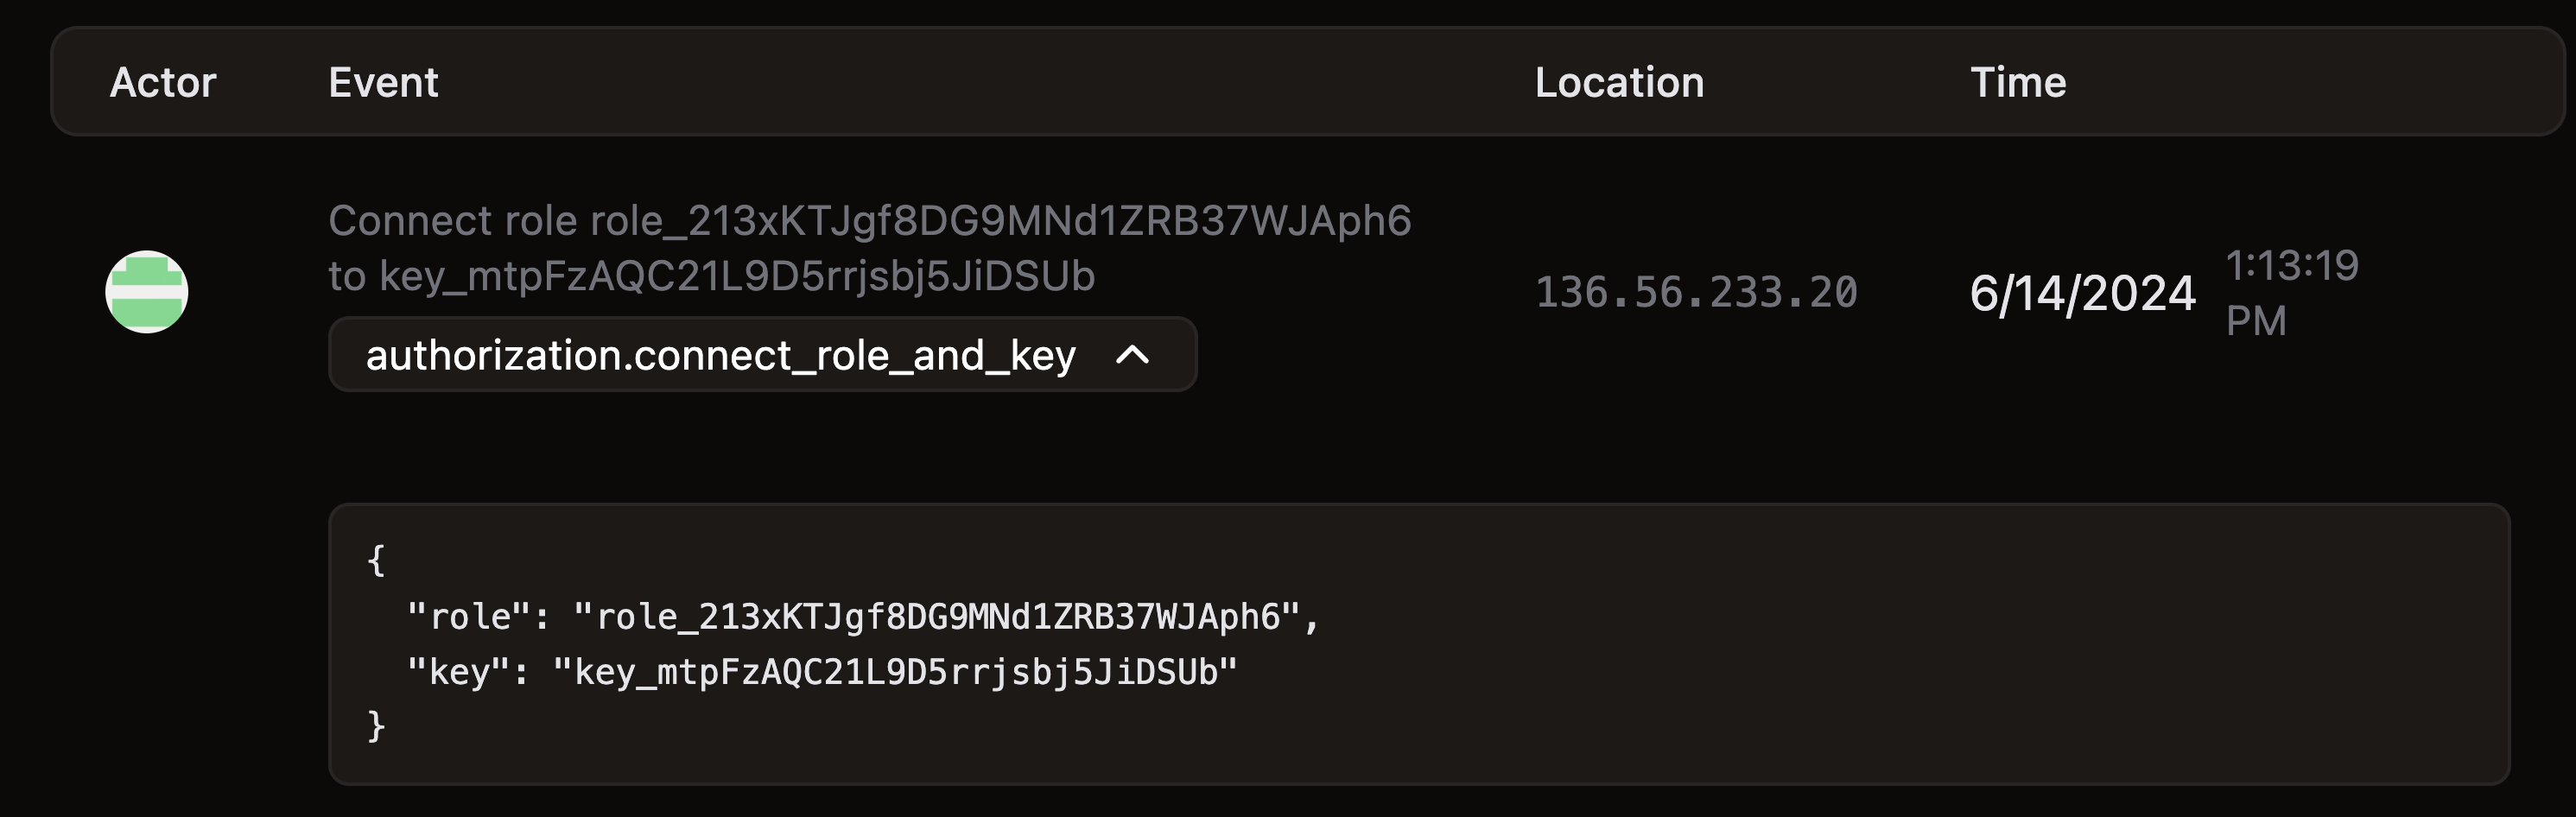 Actor Event Location Time
Connect role role_213xKTJgf8DG9MNd1ZRB37WJAph6
to key_mtpFzAQC21L9D5rrjsbj5JiDSUb
authorization.connect_role_and_key
136.56.233.20
6/14/2024
1:13:19
PM
{
"role": "role_213xKTJgf8DG9MNd1ZRB37WJAph6",
"key": "key_mtpFzAQC21L9D5rrjsbj5JiDSUb"
}